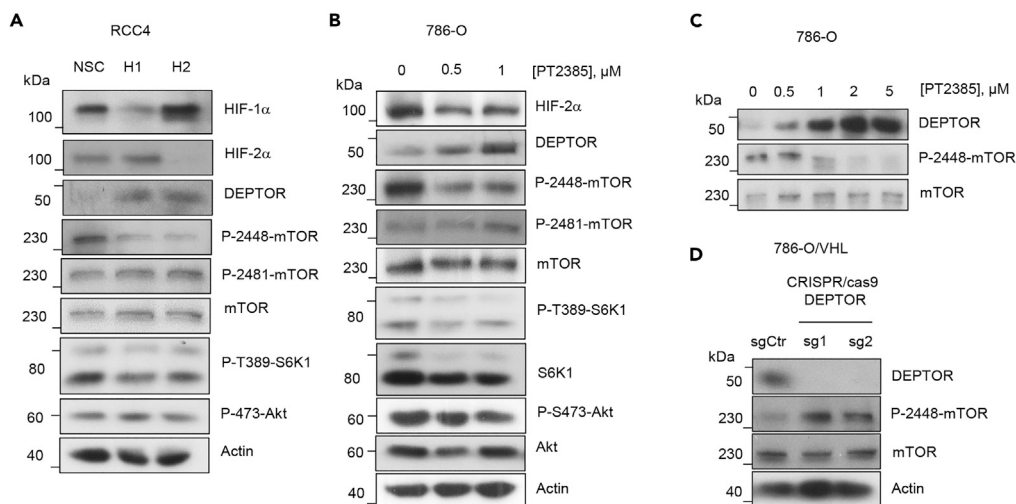 A
RCC4
kDa
NSC H1 H2
100 HIF-1α
100 HIF-2α
50 DEPTOR
230 P-2448-mTOR
230 P-2481-mTOR
230 mTOR
80 P-T389-S6K1
60 P-473-Akt
40 Actin
B
786-O
kDa
0 0.5 1 [PT2385], µM
100 HIF-2α
50 DEPTOR
230 P-2448-mTOR
230 P-2481-mTOR
230 mTOR
80 P-T389-S6K1
80 S6K1
60 P-S473-Akt
60 Akt
40 Actin
C
786-O
kDa
0 0.5 1 2 5 [PT2385], µM
50 DEPTOR
230 P-2448-mTOR
230 mTOR
D
786-O/VHL
CRISPR/cas9
DEPTOR
kDa
sgCtr sg1 sg2
50 DEPTOR
230 P-2448-mTOR
230 mTOR
40 Actin